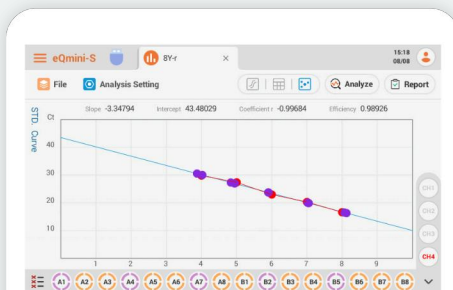 eQmini-S BY-r × 15:18
08/08
File Analysis Setting Analyze Report
Slope -3.34794 Intercept 43.48029 Coefficient r -0.99684 Efficiency 0.98926
STD. Curve
Ct
40
30
20
10
1 2 3 4 5 6 7 8 9
CH1
CH2
CH3
CH4
A1 A2 A3 A4 A5 A6 A7 A8 B1 B2 B3 B4 B5 B6 B7 B8